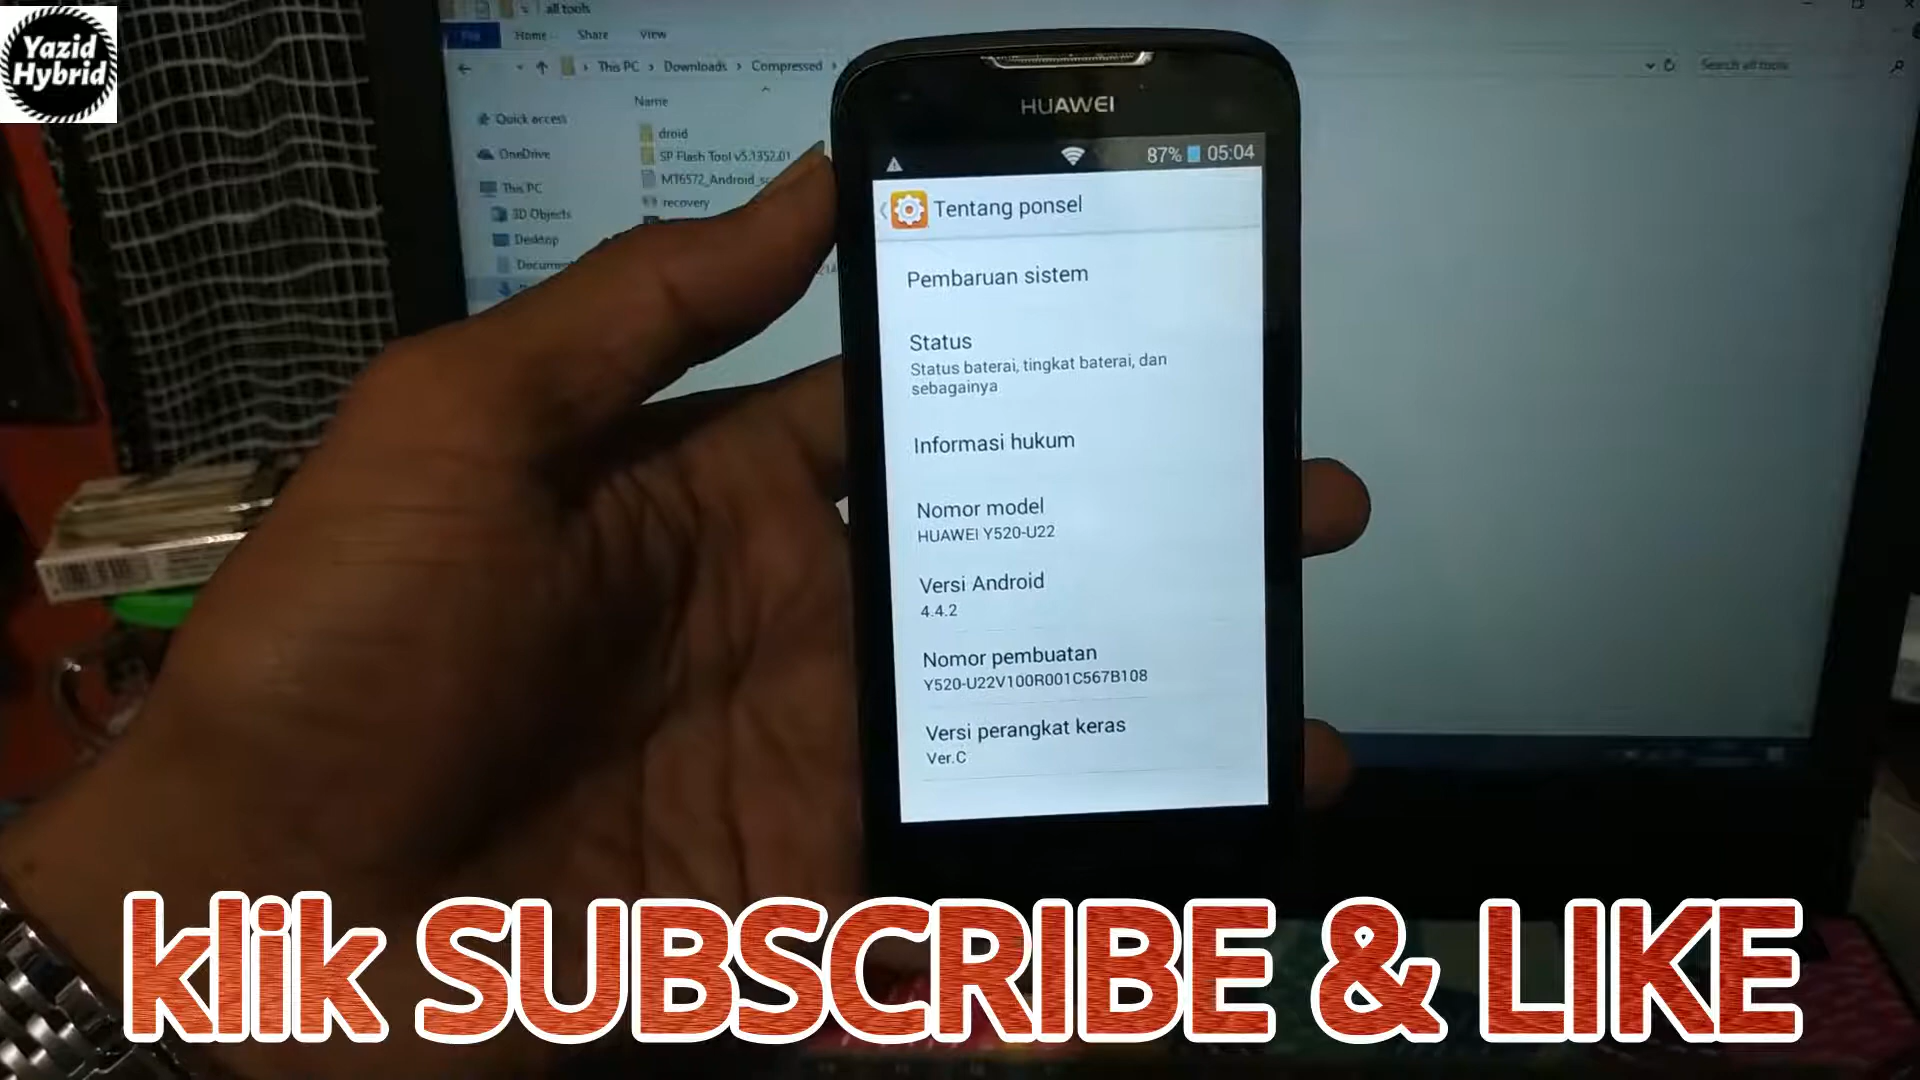 Yazid
Hybrid
all tools
Home
Share
View
This PC > Downloads > Compressed >
Search all tools
Name
Quick access
OneDrive
This PC
3D Objects
Desktop
droid
SP Flash Tool v5.1352.01
recovery
HUAWEI
87% 05:04
Tentang ponsel
Pembaruan sistem
Status
Status baterai, tingkat baterai, dan
sebagainya
Informasi hukum
Nomor model
HUAWEI Y520-U22
Versi Android
4.4.2
Nomor pembuatan
Y520-U22V100R001C567B108
Versi perangkat keras
Ver.C
klik SUBSCRIBE & LIKE